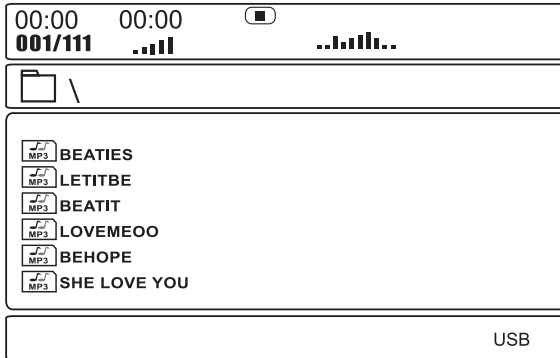 00:00 00:00
001/111
\
MP3 BEATIES
MP3 LETITBE
MP3 BEATIT
MP3 LOVEMEOO
MP3 BEHOPE
MP3 SHE LOVE YOU
USB